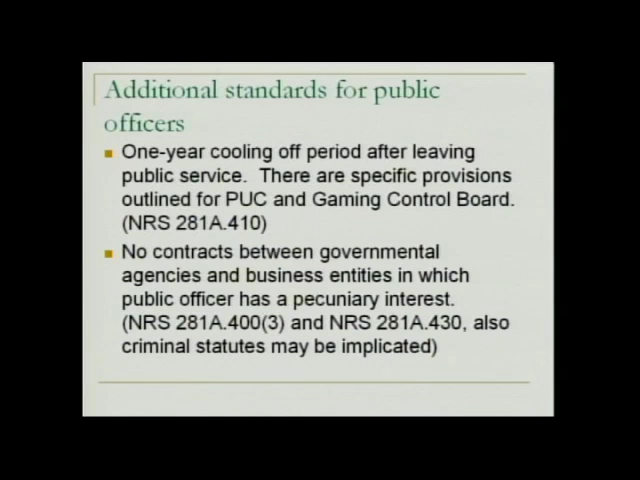 Additional standards for public
officers
One-year cooling off period after leaving
public service. There are specific provisions
outlined for PUC and Gaming Control Board.
(NRS 281A.410)
No contracts between governmental
agencies and business entities in which
public officer has a pecuniary interest.
(NRS 281A.400(3) and NRS 281A.430, also
criminal statutes may be implicated)